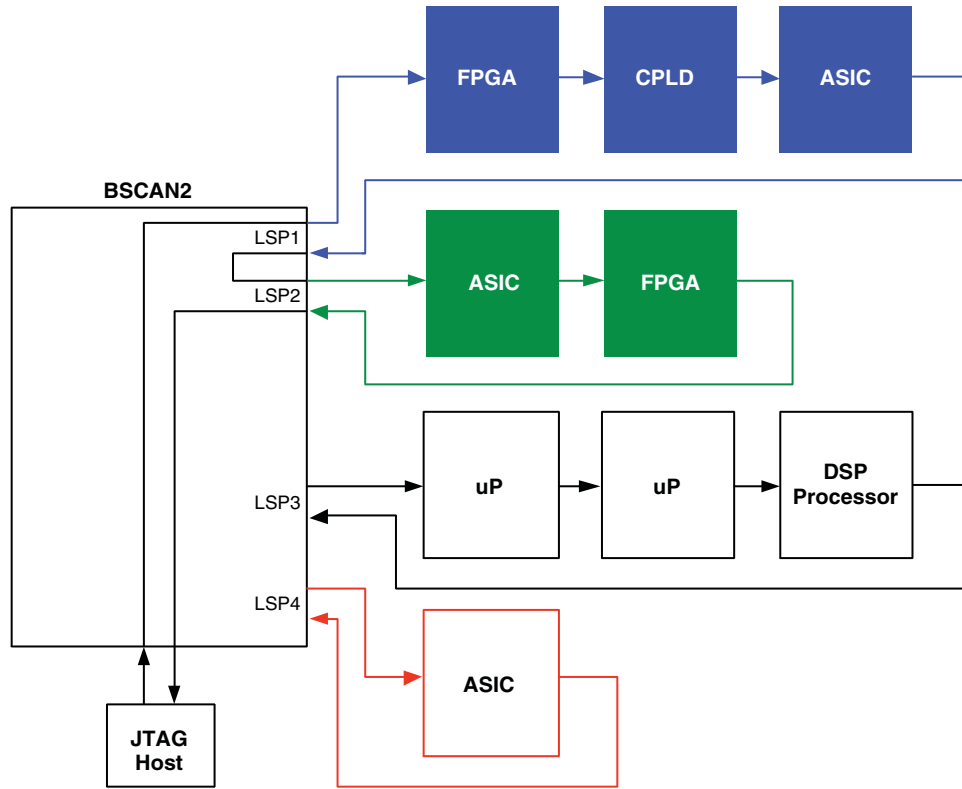 FPGA
CPLD
ASIC
BSCAN2
LSP1
ASIC
FPGA
LSP2
uP
uP
DSP
Processor
LSP3
LSP4
ASIC
JTAG
Host